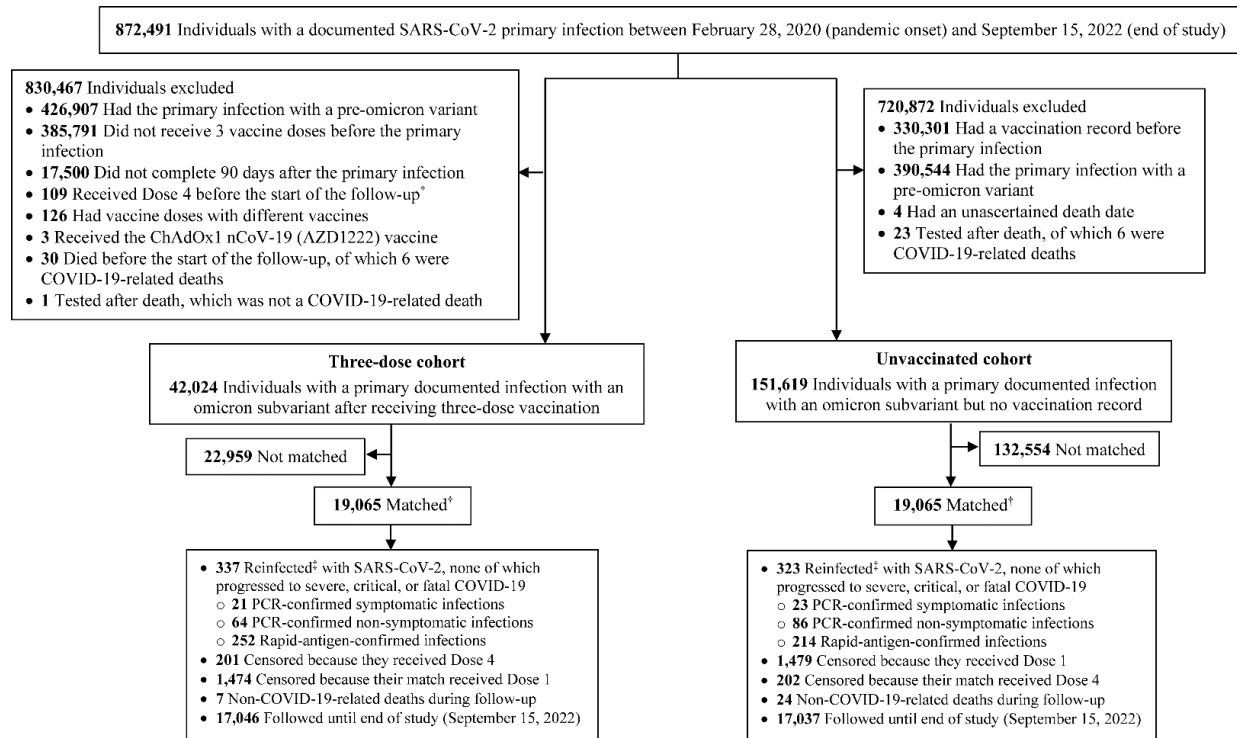 872,491 Individuals with a documented SARS-CoV-2 primary infection between February 28, 2020 (pandemic onset) and September 15, 2022 (end of study)
830,467 Individuals excluded
• 426,907 Had the primary infection with a pre-omicron variant
• 385,791 Did not receive 3 vaccine doses before the primary
infection
• 17,500 Did not complete 90 days after the primary infection
• 109 Received Dose 4 before the start of the follow-up*
• 126 Had vaccine doses with different vaccines
• 3 Received the ChAdOx1 nCoV-19 (AZD1222) vaccine
• 30 Died before the start of the follow-up, of which 6 were
COVID-19-related deaths
• 1 Tested after death, which was not a COVID-19-related death
720,872 Individuals excluded
• 330,301 Had a vaccination record before
the primary infection
• 390,544 Had the primary infection with a
pre-omicron variant
• 4 Had an unascertained death date
• 23 Tested after death, of which 6 were
COVID-19-related deaths
Three-dose cohort
42,024 Individuals with a primary documented infection with an
omicron subvariant after receiving three-dose vaccination
Unvaccinated cohort
151,619 Individuals with a primary documented infection
with an omicron subvariant but no vaccination record
22,959 Not matched
132,554 Not matched
19,065 Matched†
19,065 Matched†
• 337 Reinfected‡ with SARS-CoV-2, none of which
progressed to severe, critical, or fatal COVID-19
○ 21 PCR-confirmed symptomatic infections
○ 64 PCR-confirmed non-symptomatic infections
○ 252 Rapid-antigen-confirmed infections
• 201 Censored because they received Dose 4
• 1,474 Censored because their match received Dose 1
• 7 Non-COVID-19-related deaths during follow-up
• 17,046 Followed until end of study (September 15, 2022)
• 323 Reinfected‡ with SARS-CoV-2, none of which
progressed to severe, critical, or fatal COVID-19
○ 23 PCR-confirmed symptomatic infections
○ 86 PCR-confirmed non-symptomatic infections
○ 214 Rapid-antigen-confirmed infections
• 1,479 Censored because they received Dose 1
• 202 Censored because their match received Dose 4
• 24 Non-COVID-19-related deaths during follow-up
• 17,037 Followed until end of study (September 15, 2022)